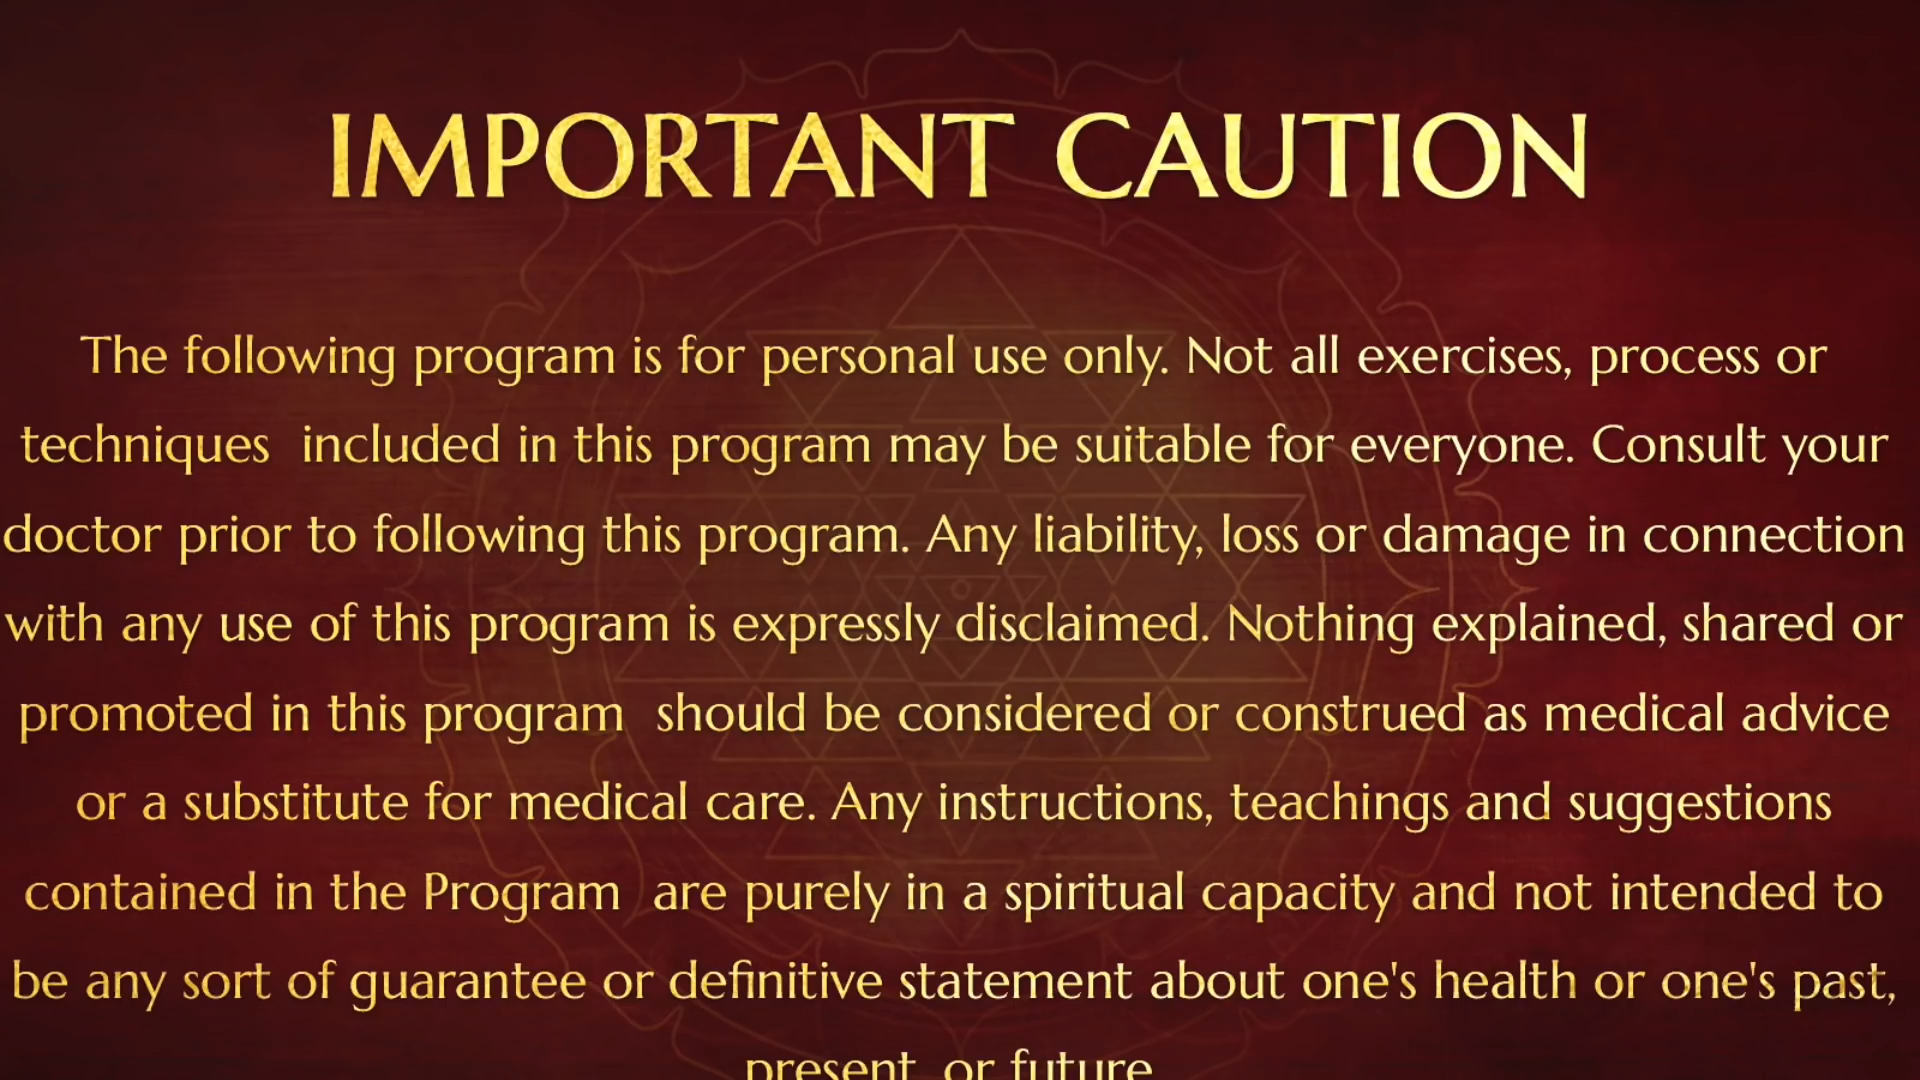 IMPORTANT CAUTION
The following program is for personal use only. Not all exercises, process or
techniques  included in this program may be suitable for everyone. Consult your
doctor prior to following this program. Any liability, loss or damage in connection
with any use of this program is expressly disclaimed. Nothing explained, shared or
promoted in this program  should be considered or construed as medical advice
or a substitute for medical care. Any instructions, teachings and suggestions
contained in the Program  are purely in a spiritual capacity and not intended to
be any sort of guarantee or definitive statement about one's health or one's past,
present, or future